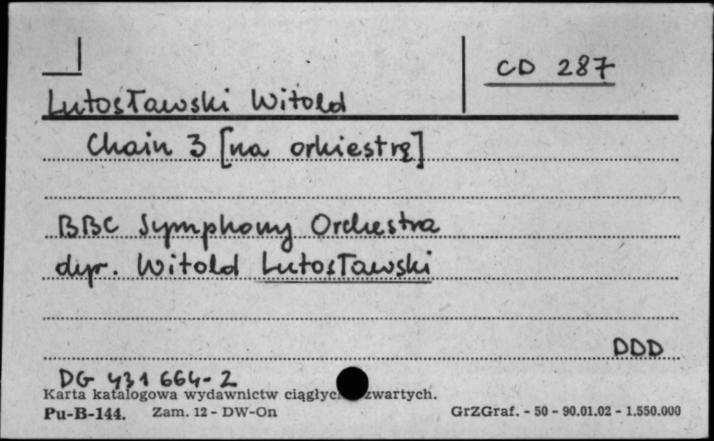 CD 287
Lutosławski Witold
Chain 3 [na orkiestrę]
BBC Symphony Orchestra
dyr. Witold Lutosławski
DDD
DG 431 664-2
Karta katalogowa wydawnictw ciągłych zwartych.
Pu-B-144. Zam. 12 - DW-On GrZGraf. - 50 - 90.01.02 - 1.550.000